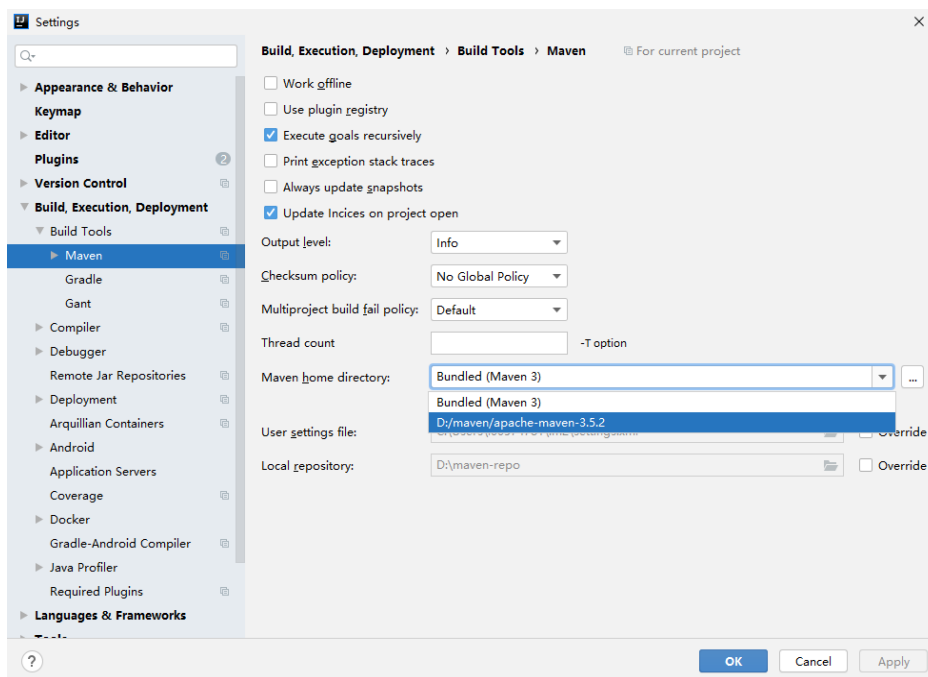 Settings
Build, Execution, Deployment › Build Tools › Maven For current project
Appearance & Behavior
Keymap
Editor
Plugins 2
Version Control
Build, Execution, Deployment
Build Tools
Maven
Gradle
Gant
Compiler
Debugger
Remote Jar Repositories
Deployment
Arquillian Containers
Android
Application Servers
Coverage
Docker
Gradle-Android Compiler
Java Profiler
Required Plugins
Languages & Frameworks
Tools
Work offline
Use plugin registry
Execute goals recursively
Print exception stack traces
Always update snapshots
Update Incices on project open
Output level: Info
Checksum policy: No Global Policy
Multiproject build fail policy: Default
Thread count -T option
Maven home directory: Bundled (Maven 3) ...
Bundled (Maven 3)
D:/maven/apache-maven-3.5.2
User settings file: Override
Local repository: D:\maven-repo Override
? OK Cancel Apply